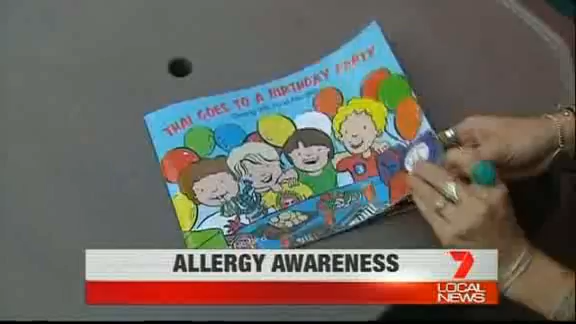 THAI GOES TO A BIRTHDAY PARTY
ALLERGY AWARENESS
7
LOCAL
NEWS